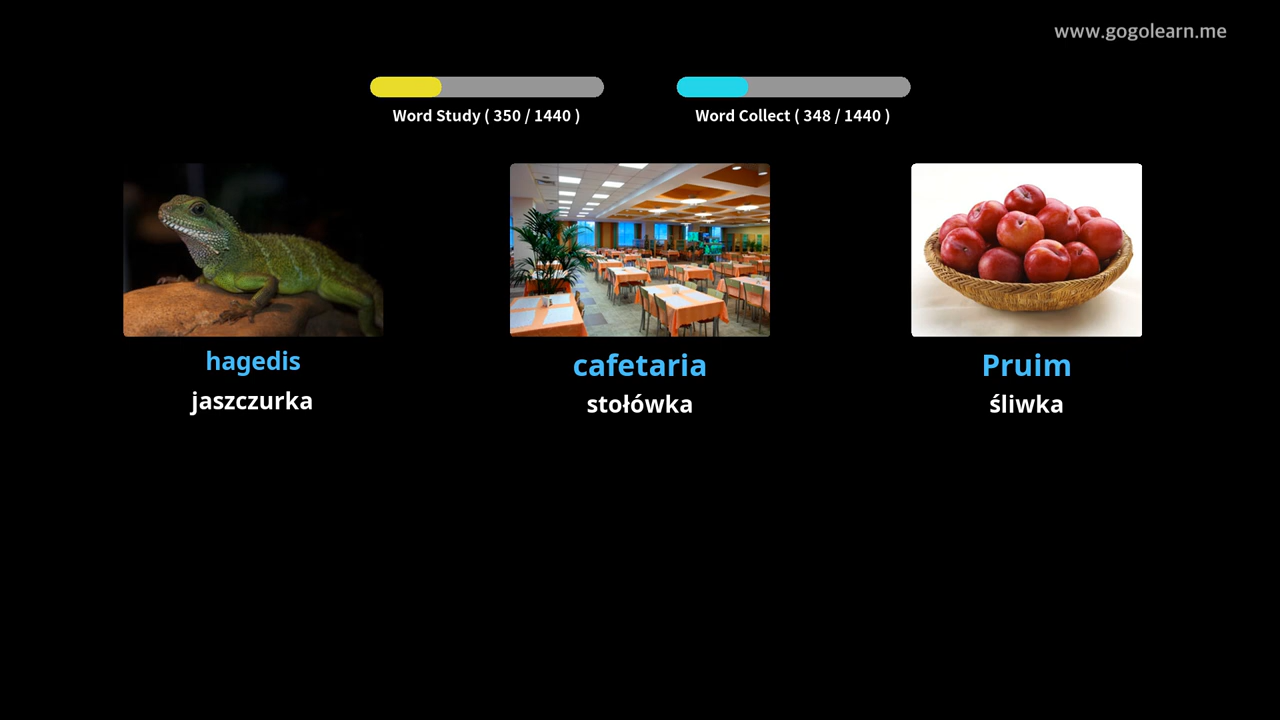 www.gogolearn.me
Word Study ( 350 / 1440 )
Word Collect ( 348 / 1440 )
hagedis
jaszczurka
cafetaria
stołówka
Pruim
śliwka